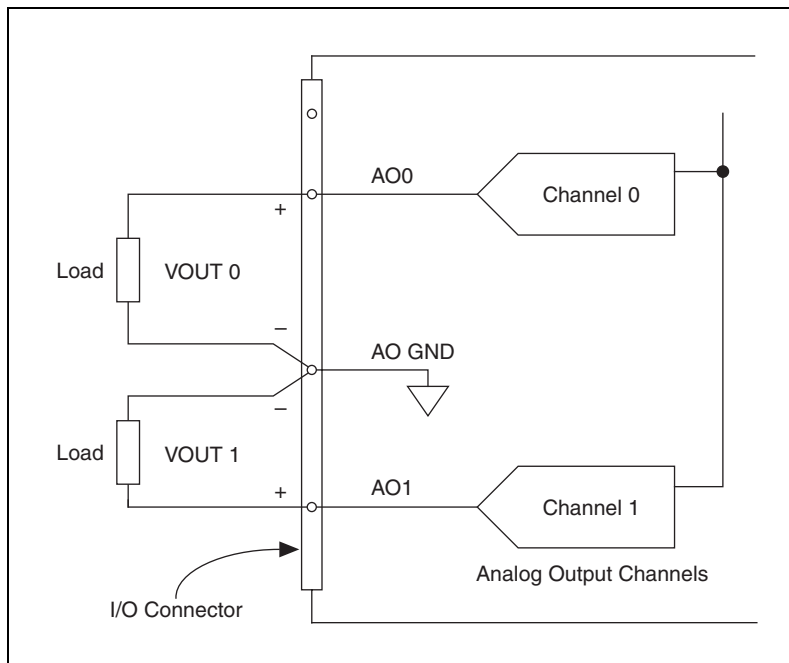 AO0
Channel 0
+
Load
VOUT 0
–
AO GND
–
Load
VOUT 1
+
AO1
Channel 1
Analog Output Channels
I/O Connector